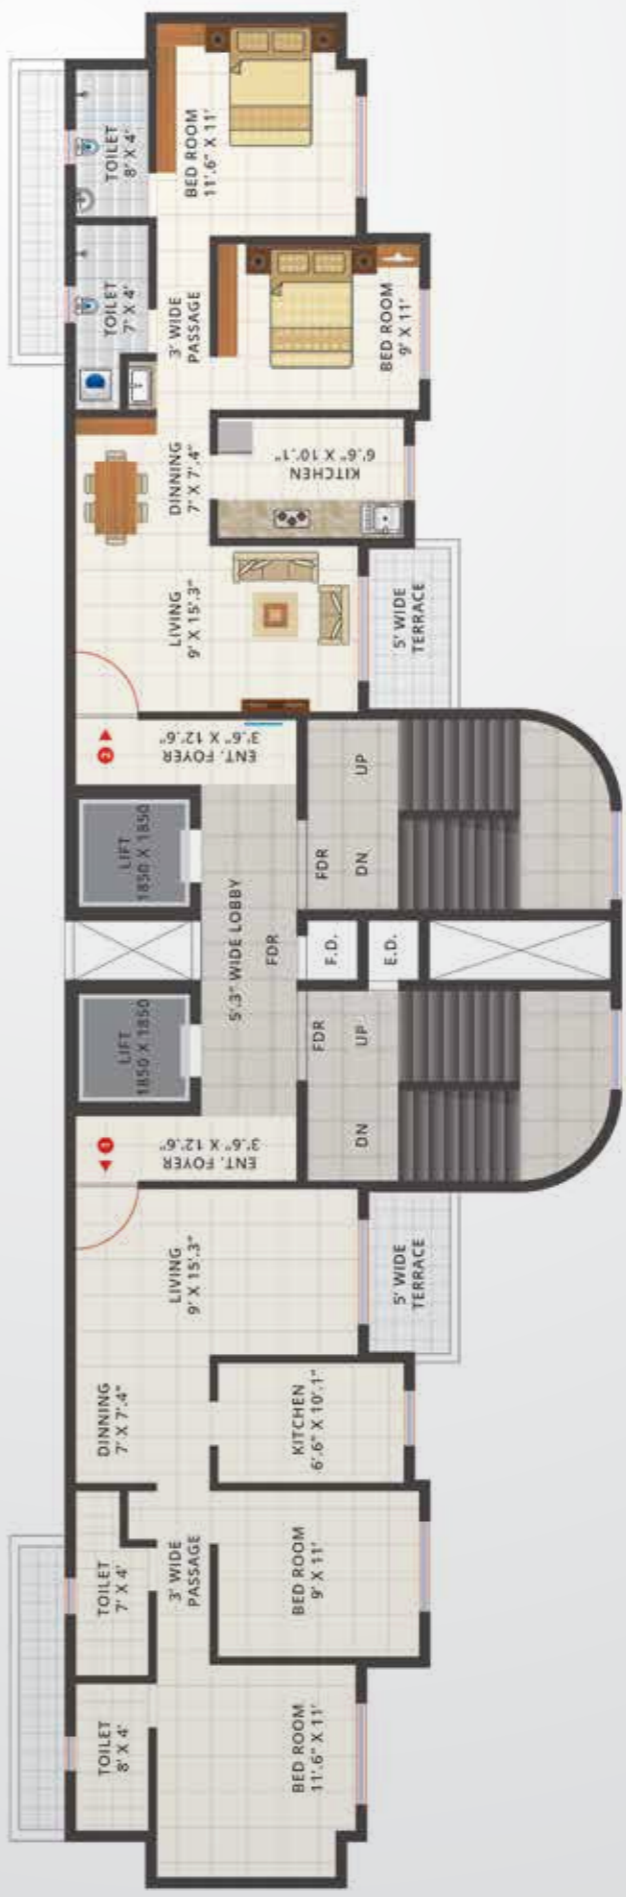 TOILET
8' X 4'
BED ROOM
11'.6" X 11'
TOILET
7' X 4'
3' WIDE
PASSAGE
BED ROOM
9' X 11'
DINNING
7' X 7'.4"
KITCHEN
6'.6" X 10'.1"
LIVING
9' X 15'.3"
5' WIDE
TERRACE
2
ENT. FOYER
3'.6" X 12'.6"
UP
LIFT
1850 X 1850
FDR
DN
5'.3" WIDE LOBBY
FDR
F.D.
E.D.
LIFT
1850 X 1850
FDR
UP
DN
1
ENT. FOYER
3'.6" X 12'.6"
LIVING
9' X 15'.3"
5' WIDE
TERRACE
DINNING
7' X 7'.4"
KITCHEN
6'.6" X 10'.1"
TOILET
7' X 4'
3' WIDE
PASSAGE
BED ROOM
9' X 11'
TOILET
8' X 4'
BED ROOM
11'.6" X 11'